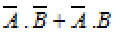 A̅ . B̅ + A̅ .B